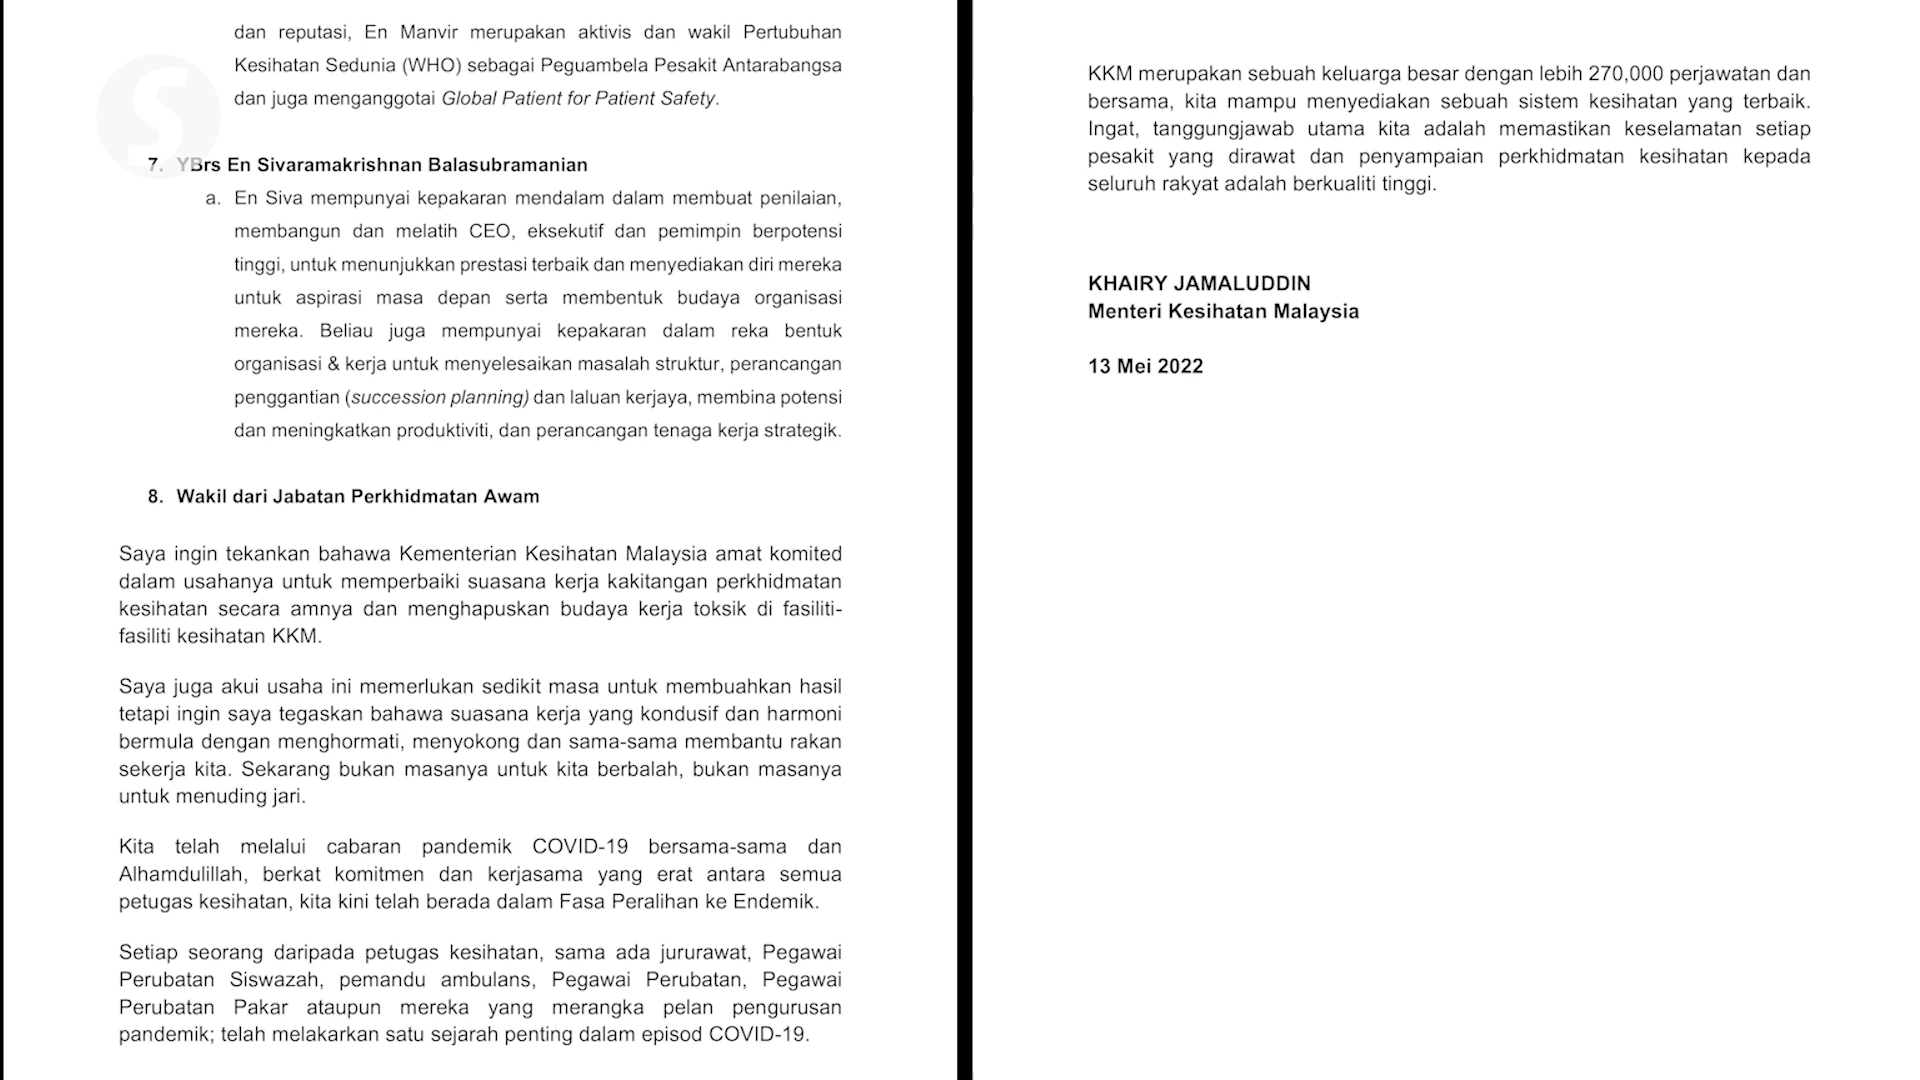 dan reputasi, En Manvir merupakan aktivis dan wakil Pertubuhan
Kesihatan Sedunia (WHO) sebagai Peguambela Pesakit Antarabangsa
dan juga menganggotai Global Patient for Patient Safety.
7. YBrs En Sivaramakrishnan Balasubramanian
a. En Siva mempunyai kepakaran mendalam dalam membuat penilaian,
membangun dan melatih CEO, eksekutif dan pemimpin berpotensi
tinggi, untuk menunjukkan prestasi terbaik dan menyediakan diri mereka
untuk aspirasi masa depan serta membentuk budaya organisasi
mereka. Beliau juga mempunyai kepakaran dalam reka bentuk
organisasi & kerja untuk menyelesaikan masalah struktur, perancangan
penggantian (succession planning) dan laluan kerjaya, membina potensi
dan meningkatkan produktiviti, dan perancangan tenaga kerja strategik.
8. Wakil dari Jabatan Perkhidmatan Awam
Saya ingin tekankan bahawa Kementerian Kesihatan Malaysia amat komited
dalam usahanya untuk memperbaiki suasana kerja kakitangan perkhidmatan
kesihatan secara amnya dan menghapuskan budaya kerja toksik di fasiliti-
fasiliti kesihatan KKM.
Saya juga akui usaha ini memerlukan sedikit masa untuk membuahkan hasil
tetapi ingin saya tegaskan bahawa suasana kerja yang kondusif dan harmoni
bermula dengan menghormati, menyokong dan sama-sama membantu rakan
sekerja kita. Sekarang bukan masanya untuk kita berbalah, bukan masanya
untuk menuding jari.
Kita telah melalui cabaran pandemik COVID-19 bersama-sama dan
Alhamdulillah, berkat komitmen dan kerjasama yang erat antara semua
petugas kesihatan, kita kini telah berada dalam Fasa Peralihan ke Endemik.
Setiap seorang daripada petugas kesihatan, sama ada jururawat, Pegawai
Perubatan Siswazah, pemandu ambulans, Pegawai Perubatan, Pegawai
Perubatan Pakar ataupun mereka yang merangka pelan pengurusan
pandemik; telah melakarkan satu sejarah penting dalam episod COVID-19.
KKM merupakan sebuah keluarga besar dengan lebih 270,000 perjawatan dan
bersama, kita mampu menyediakan sebuah sistem kesihatan yang terbaik.
Ingat, tanggungjawab utama kita adalah memastikan keselamatan setiap
pesakit yang dirawat dan penyampaian perkhidmatan kesihatan kepada
seluruh rakyat adalah berkualiti tinggi.
KHAIRY JAMALUDDIN
Menteri Kesihatan Malaysia
13 Mei 2022